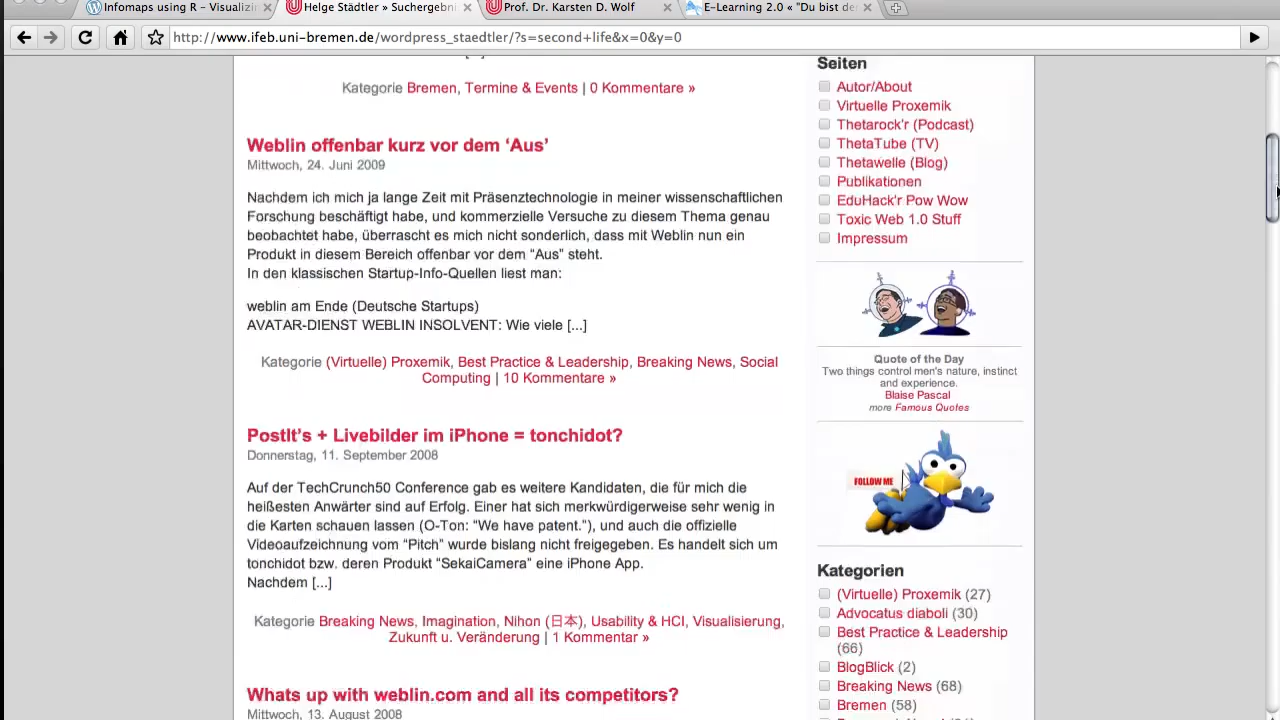 Infomaps using R – Visualizin
Helge Städtler » Suchergebni
Prof. Dr. Karsten D. Wolf
E-Learning 2.0 « "Du bist der
http://www.ifeb.uni-bremen.de/wordpress_staedtler/?s=second+life&x=0&y=0
[...]
Kategorie Bremen, Termine & Events | 0 Kommentare »
Weblin offenbar kurz vor dem ‘Aus’
Mittwoch, 24. Juni 2009
Nachdem ich mich ja lange Zeit mit Präsenztechnologie in meiner wissenschaftlichen
Forschung beschäftigt habe, und kommerzielle Versuche zu diesem Thema genau
beobachtet habe, überrascht es mich nicht sonderlich, dass mit Weblin nun ein
Produkt in diesem Bereich offenbar vor dem “Aus” steht.
In den klassischen Startup-Info-Quellen liest man:
weblin am Ende (Deutsche Startups)
AVATAR-DIENST WEBLIN INSOLVENT: Wie viele [...]
Kategorie (Virtuelle) Proxemik, Best Practice & Leadership, Breaking News, Social
Computing | 10 Kommentare »
PostIt’s + Livebilder im iPhone = tonchidot?
Donnerstag, 11. September 2008
Auf der TechCrunch50 Conference gab es weitere Kandidaten, die für mich die
heißesten Anwärter sind auf Erfolg. Einer hat sich merkwürdigerweise sehr wenig in
die Karten schauen lassen (O-Ton: “We have patent.”), und auch die offizielle
Videoaufzeichnung vom “Pitch” wurde bislang nicht freigegeben. Es handelt sich um
tonchidot bzw. deren Produkt “SekaiCamera” eine iPhone App.
Nachdem [...]
Kategorie Breaking News, Imagination, Nihon (日本), Usability & HCI, Visualisierung,
Zukunft u. Veränderung | 1 Kommentar »
Whats up with weblin.com and all its competitors?
Mittwoch, 13. August 2008
Seiten
Autor/About
Virtuelle Proxemik
Thetarock’r (Podcast)
ThetaTube (TV)
Thetawelle (Blog)
Publikationen
EduHack’r Pow Wow
Toxic Web 1.0 Stuff
Impressum
Quote of the Day
Two things control men's nature, instinct
and experience.
Blaise Pascal
more Famous Quotes
FOLLOW ME
Kategorien
(Virtuelle) Proxemik (27)
Advocatus diaboli (30)
Best Practice & Leadership
(66)
BlogBlick (2)
Breaking News (68)
Bremen (58)